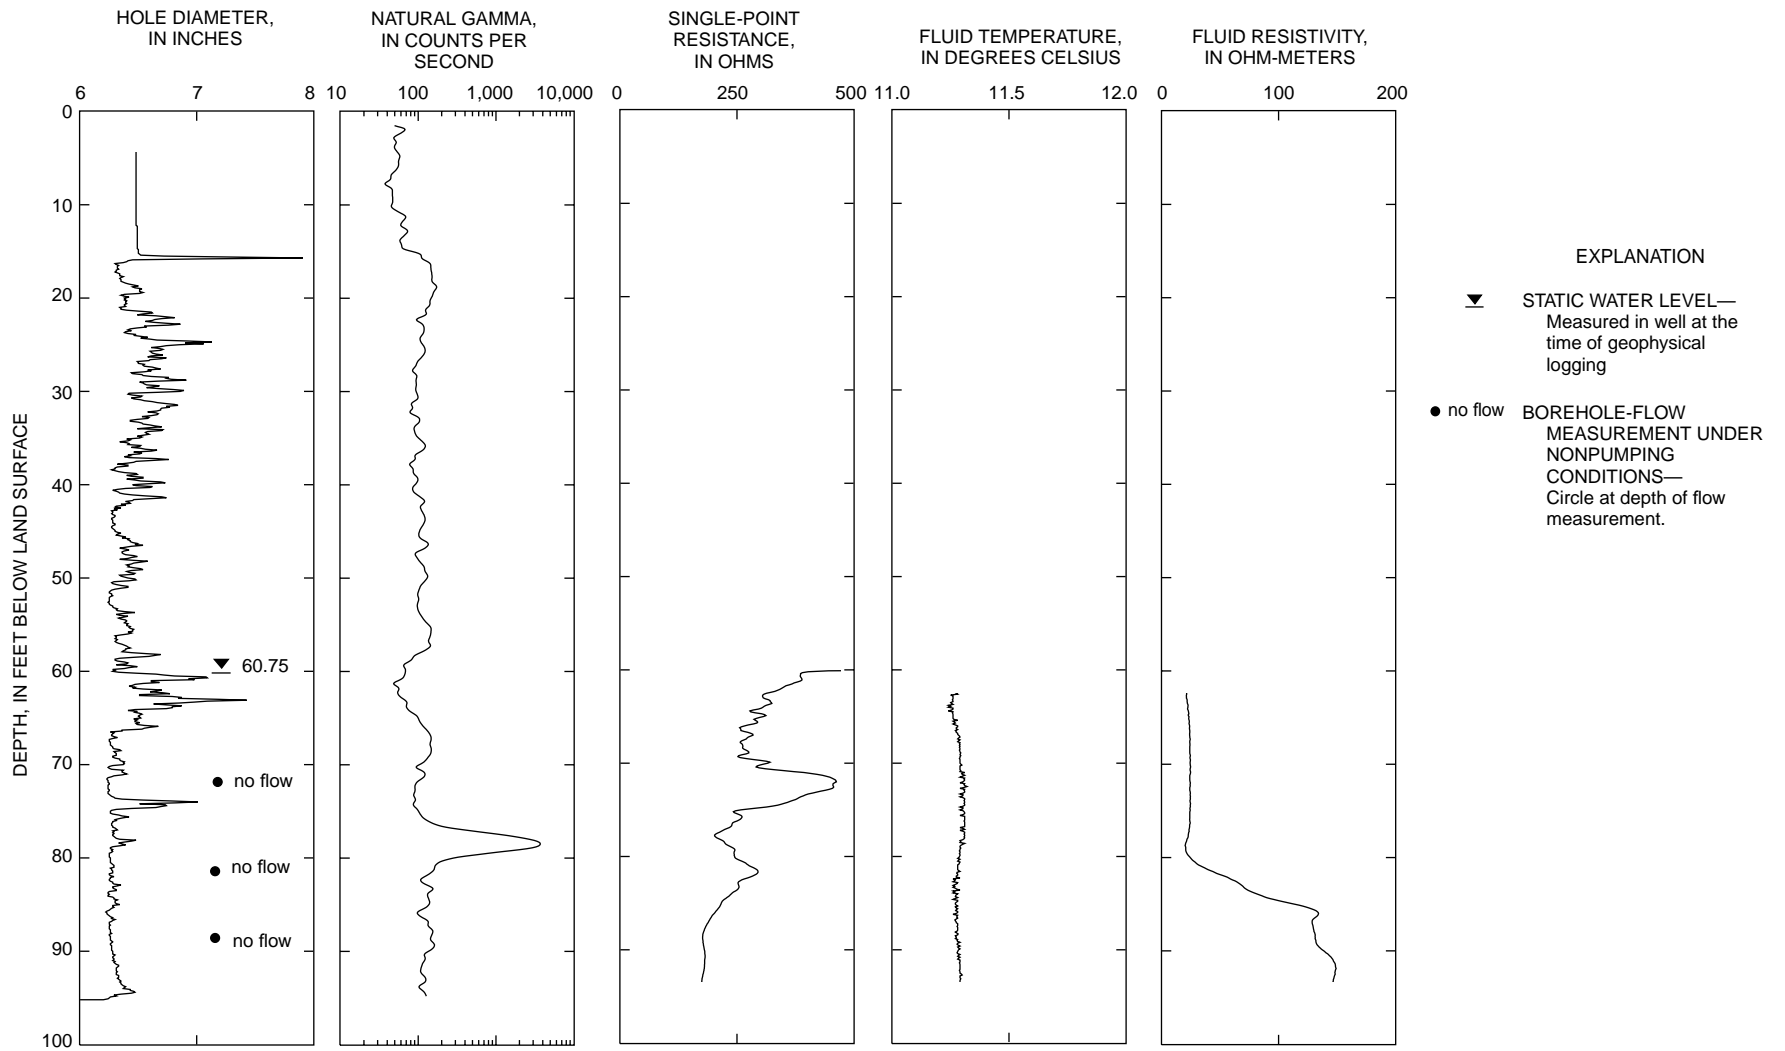 HOLE DIAMETER,
IN INCHES
NATURAL GAMMA,
IN COUNTS PER
SECOND
SINGLE-POINT
RESISTANCE,
IN OHMS
FLUID TEMPERATURE,
IN DEGREES CELSIUS
FLUID RESISTIVITY,
IN OHM-METERS
6 7 8
10 100 1,000 10,000
0 250 500
11.0 11.5 12.0
0 100 200
DEPTH, IN FEET BELOW LAND SURFACE
0
10
20
30
40
50
60
70
80
90
100
60.75
no flow
no flow
no flow
EXPLANATION
STATIC WATER LEVEL—
Measured in well at the
time of geophysical
logging
no flow BOREHOLE-FLOW
MEASUREMENT UNDER
NONPUMPING
CONDITIONS—
Circle at depth of flow
measurement.